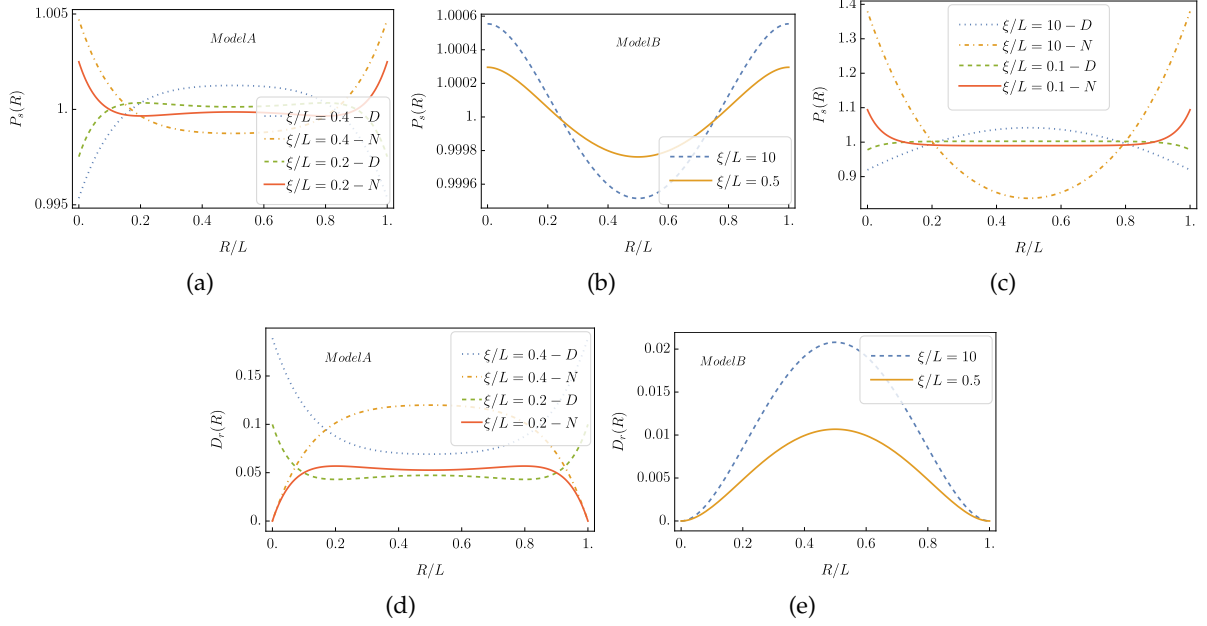 1.005
1.
0.995
P_s(R)
ModelA
ξ/L = 0.4 − D
ξ/L = 0.4 − N
ξ/L = 0.2 − D
ξ/L = 0.2 − N
0. 0.2 0.4 0.6 0.8 1.
R/L
(a)
1.0006
1.0004
1.0002
1.
0.9998
0.9996
P_s(R)
ModelB
ξ/L = 10
ξ/L = 0.5
0. 0.2 0.4 0.6 0.8 1.
R/L
(b)
1.4
1.3
1.2
1.1
1.0
0.9
P_s(R)
ξ/L = 10 − D
ξ/L = 10 − N
ξ/L = 0.1 − D
ξ/L = 0.1 − N
0. 0.2 0.4 0.6 0.8 1.
R/L
(c)
0.15
0.1
0.05
0.
D_r(R)
ModelA
ξ/L = 0.4 − D
ξ/L = 0.4 − N
ξ/L = 0.2 − D
ξ/L = 0.2 − N
0. 0.2 0.4 0.6 0.8 1.
R/L
(d)
0.02
0.015
0.01
0.005
0.
D_r(R)
ModelB
ξ/L = 10
ξ/L = 0.5
0. 0.2 0.4 0.6 0.8 1.
R/L
(e)